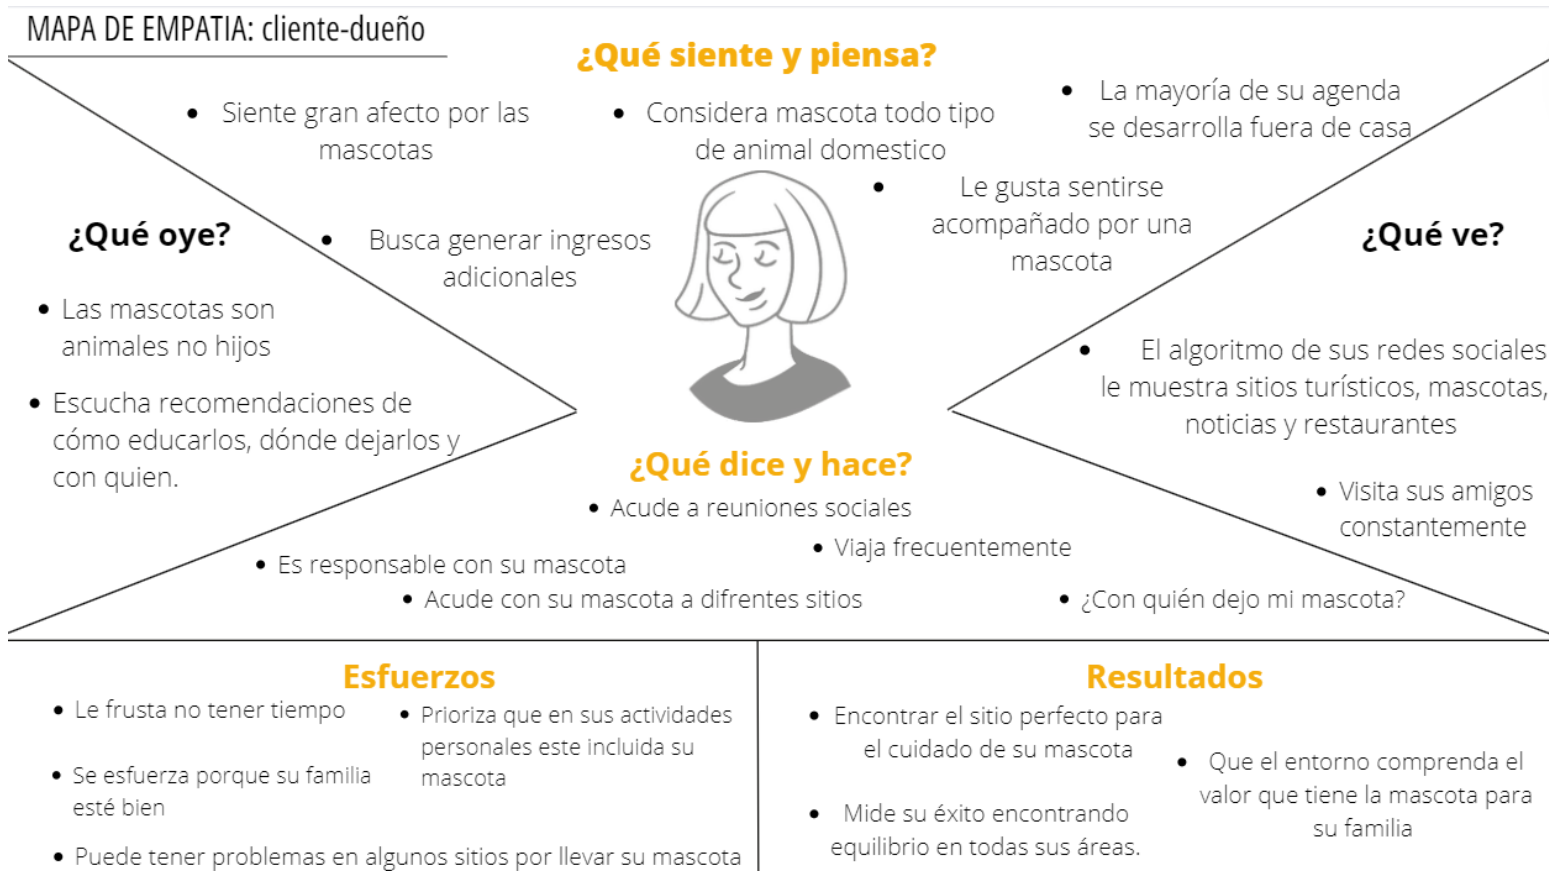 MAPA DE EMPATIA: cliente-dueño
¿Qué siente y piensa?
• Siente gran afecto por las
mascotas
• Considera mascota todo tipo
de animal domestico
• La mayoría de su agenda
se desarrolla fuera de casa
• Busca generar ingresos
adicionales
• Le gusta sentirse
acompañado por una
mascota
¿Qué oye?
• Las mascotas son
animales no hijos
• Escucha recomendaciones de
cómo educarlos, dónde dejarlos y
con quien.
¿Qué ve?
• El algoritmo de sus redes sociales
le muestra sitios turísticos, mascotas,
noticias y restaurantes
• Visita sus amigos
constantemente
¿Qué dice y hace?
• Acude a reuniones sociales
• Viaja frecuentemente
• Es responsable con su mascota
• Acude con su mascota a difrentes sitios
• ¿Con quién dejo mi mascota?
Esfuerzos
• Le frusta no tener tiempo
• Prioriza que en sus actividades
personales este incluida su
mascota
• Se esfuerza porque su familia
esté bien
• Puede tener problemas en algunos sitios por llevar su mascota
Resultados
• Encontrar el sitio perfecto para
el cuidado de su mascota
• Que el entorno comprenda el
valor que tiene la mascota para
su familia
• Mide su éxito encontrando
equilibrio en todas sus áreas.